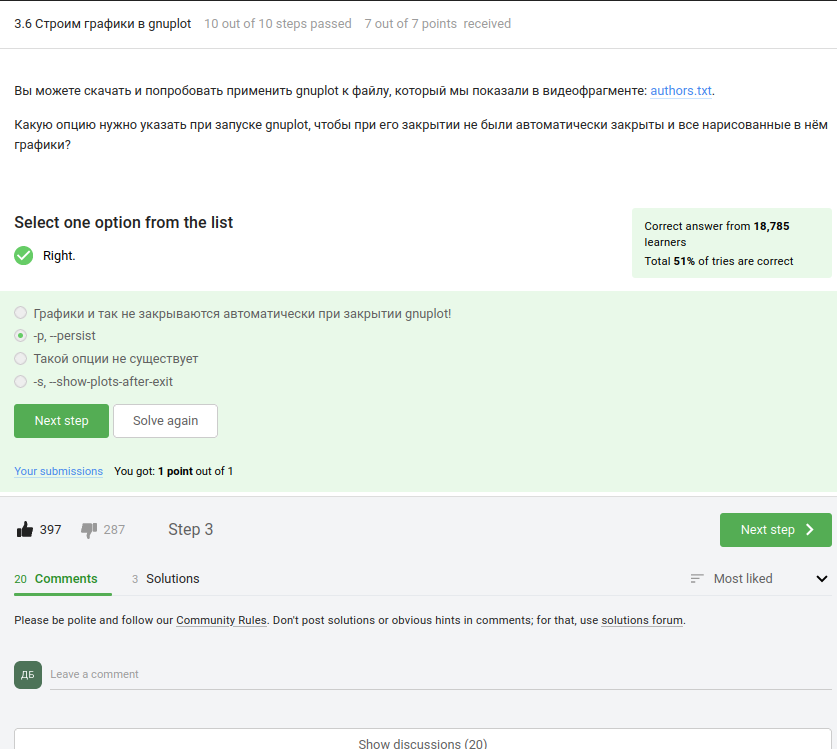 3.6 Строим графики в gnuplot 10 out of 10 steps passed 7 out of 7 points received
Вы можете скачать и попробовать применить gnuplot к файлу, который мы показали в видеофрагменте: authors.txt.
Какую опцию нужно указать при запуске gnuplot, чтобы при его закрытии не были автоматически закрыты и все нарисованные в нём
графики?
Select one option from the list
Right.
Correct answer from 18,785
learners
Total 51% of tries are correct
Графики и так не закрываются автоматически при закрытии gnuplot!
-p, --persist
Такой опции не существует
-s, --show-plots-after-exit
Next step Solve again
Your submissions You got: 1 point out of 1
397 287 Step 3 Next step
20 Comments 3 Solutions Most liked
Please be polite and follow our Community Rules. Don't post solutions or obvious hints in comments; for that, use solutions forum.
ДБ Leave a comment
Show discussions (20)